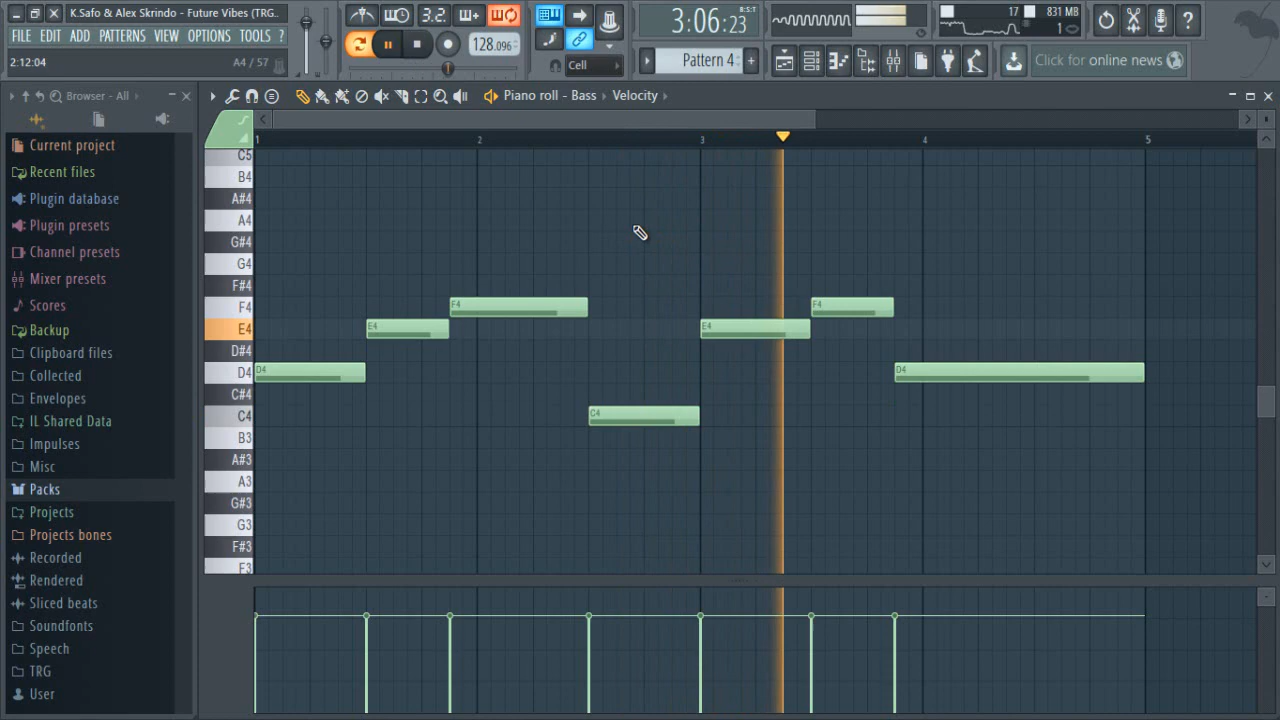 K.Safo & Alex Skrindo - Future Vibes (TRG..
FILE EDIT ADD PATTERNS VIEW OPTIONS TOOLS ?
2:12:04 A4 / 57
3.2
128.096
Cell
3:06:23 B:S:T
Pattern 4
17
831 MB
1
Click for online news
Browser - All
Piano roll - Bass Velocity
Current project
Recent files
Plugin database
Plugin presets
Channel presets
Mixer presets
Scores
Backup
Clipboard files
Collected
Envelopes
IL Shared Data
Impulses
Misc
Packs
Projects
Projects bones
Recorded
Rendered
Sliced beats
Soundfonts
Speech
TRG
User
1 2 3 4 5
C5
B4
A#4
A4
G#4
G4
F#4
F4 F4 F4
E4 E4 E4
D#4
D4 D4 D4
C#4
C4 C4
B3
A#3
A3
G#3
G3
F#3
F3